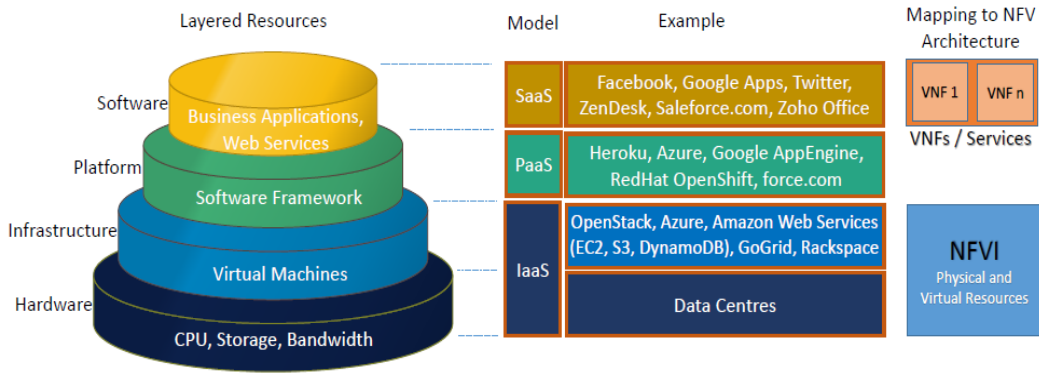 Layered Resources
Model
Example
Mapping to NFV
Architecture
Software
Business Applications,
Web Services
SaaS
Facebook, Google Apps, Twitter,
ZenDesk, Saleforce.com, Zoho Office
VNF 1
VNF n
VNFs / Services
Platform
Software Framework
PaaS
Heroku, Azure, Google AppEngine,
RedHat OpenShift, force.com
Infrastructure
Virtual Machines
IaaS
OpenStack, Azure, Amazon Web Services
(EC2, S3, DynamoDB), GoGrid, Rackspace
NFVI
Physical and
Virtual Resources
Hardware
CPU, Storage, Bandwidth
Data Centres